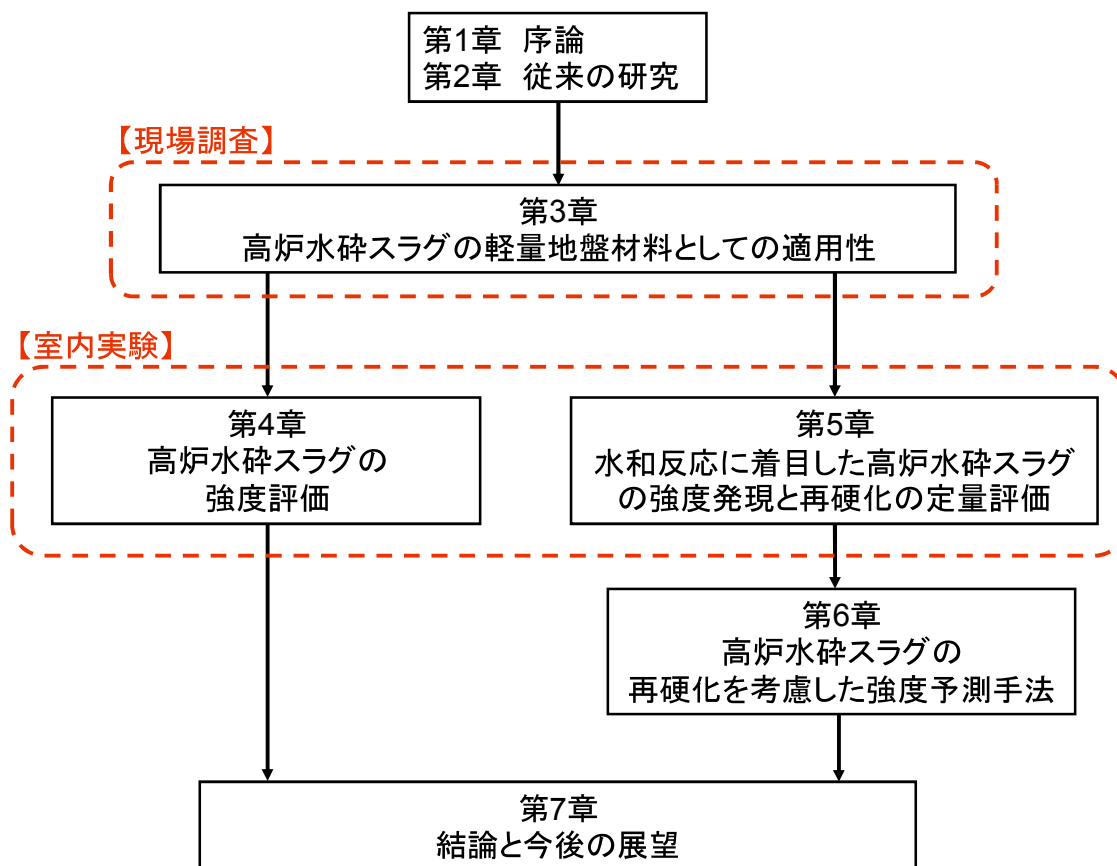 第1章 序論
第2章 従来の研究
【現場調査】
第3章
高炉水砕スラグの軽量地盤材料としての適用性
【室内実験】
第4章
高炉水砕スラグの
強度評価
第5章
水和反応に着目した高炉水砕スラグ
の強度発現と再硬化の定量評価
第6章
高炉水砕スラグの
再硬化を考慮した強度予測手法
第7章
結論と今後の展望